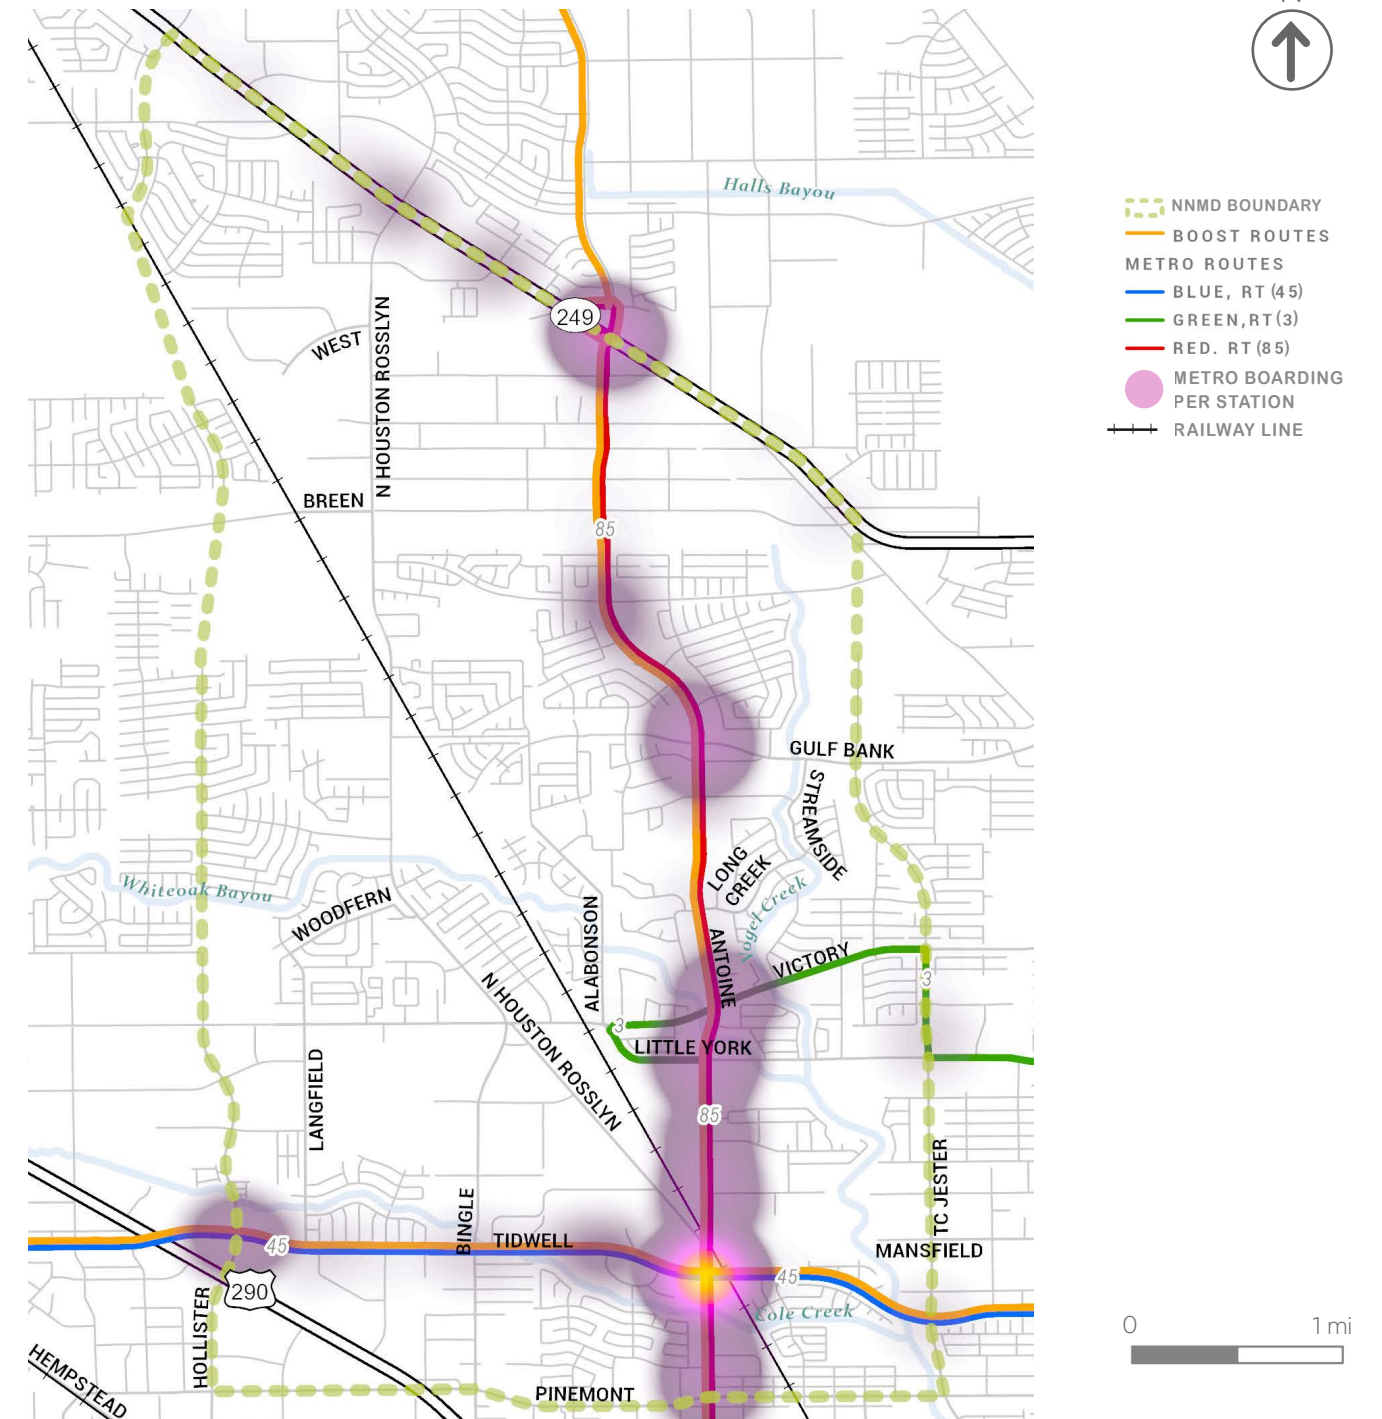 NNMD BOUNDARY
BOOST ROUTES
METRO ROUTES
BLUE, RT (45)
GREEN,RT(3)
RED. RT (85)
METRO BOARDING
PER STATION
RAILWAY LINE
Halls Bayou
249
WEST
N HOUSTON ROSSLYN
BREEN
85
GULF BANK
STREAMSIDE
LONG
CREEK
Vogel Creek
Whiteoak Bayou
WOODFERN
ALABONSON
ANTOINE
VICTORY
3
3
N HOUSTON ROSSLYN
LITTLE YORK
LANGFIELD
85
TC JESTER
BINGLE
TIDWELL
45
45
MANSFIELD
290
HOLLISTER
Cole Creek
HEMPSTEAD
PINEMONT
0
1 mi